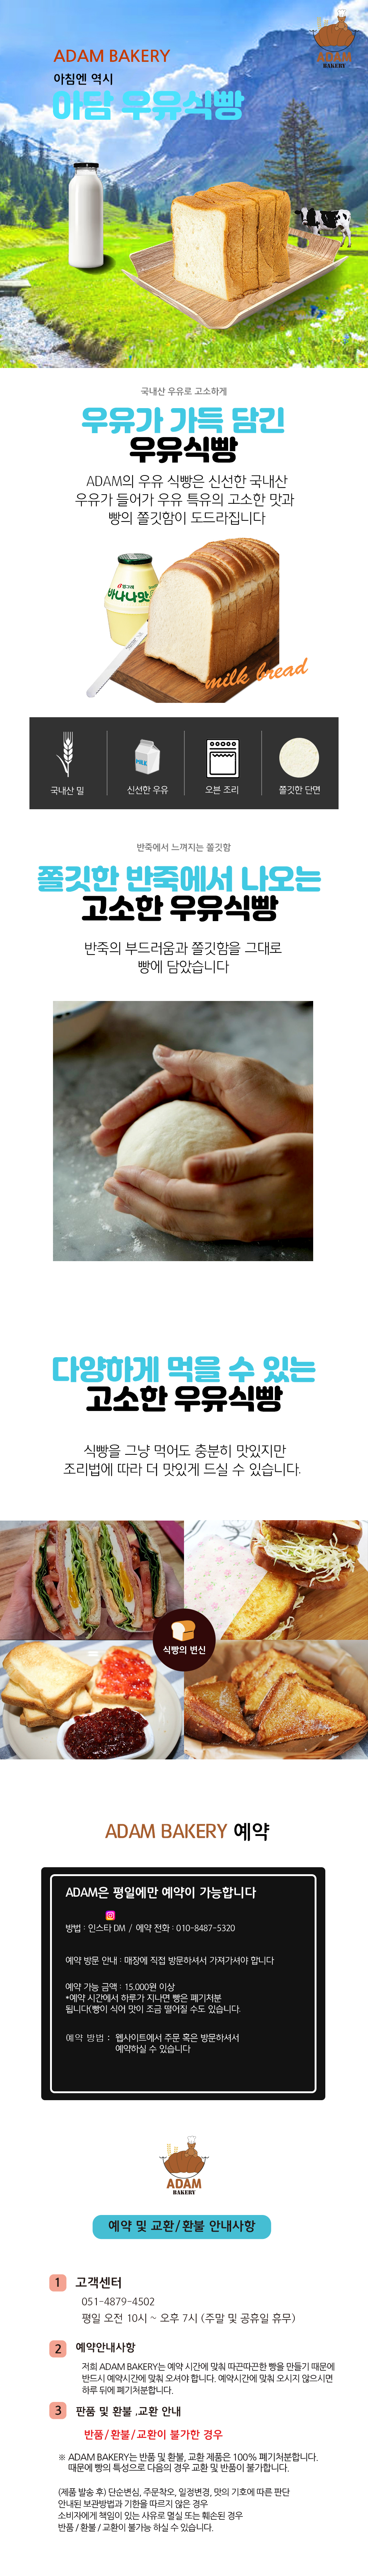 ADAM BAKERY
ADAM
BAKERY
아침엔 역시
아담 우유식빵
국내산 우유로 고소하게
우유가 가득 담긴
우유식빵
ADAM의 우유 식빵은 신선한 국내산
우유가 들어가 우유 특유의 고소한 맛과
빵의 쫄깃함이 도드라집니다
빙그레
바나나맛
milk bread
MILK
국내산 밀
신선한 우유
오븐 조리
쫄깃한 단면
반죽에서 느껴지는 쫄깃함
쫄깃한 반죽에서 나오는
고소한 우유식빵
반죽의 부드러움과 쫄깃함을 그대로
빵에 담았습니다
다양하게 먹을 수 있는
고소한 우유식빵
식빵을 그냥 먹어도 충분히 맛있지만
조리법에 따라 더 맛있게 드실 수 있습니다.
식빵의 변신
ADAM BAKERY 예약
ADAM은 평일에만 예약이 가능합니다
방법 : 인스타 DM / 예약 전화 : 010-8487-5320
예약 방문 안내 : 매장에 직접 방문하셔서 가져가셔야 합니다
예약 가능 금액 : 15.000원 이상
*예약 시간에서 하루가 지나면 빵은 폐기처분
됩니다(빵이 식어 맛이 조금 떨어질 수도 있습니다.
예약 방법 : 웹사이트에서 주문 혹은 방문하셔서
예약하실 수 있습니다
ADAM
BAKERY
예약 및 교환/환불 안내사항
1 고객센터
051-4879-4502
평일 오전 10시 ~ 오후 7시 (주말 및 공휴일 휴무)
2 예약안내사항
저희 ADAM BAKERY는 예약 시간에 맞춰 따끈따끈한 빵을 만들기 때문에
반드시 예약시간에 맞춰 오셔야 합니다. 예약시간에 맞춰 오시지 않으시면
하루 뒤에 폐기처분합니다.
3 판품 및 환불 ,교환 안내
반품/환불/교환이 불가한 경우
※ ADAM BAKERY는 반품 및 환불, 교환 제품은 100% 폐기처분합니다.
때문에 빵의 특성으로 다음의 경우 교환 및 반품이 불가합니다.
(제품 발송 후) 단순변심, 주문착오, 일정변경, 맛의 기호에 따른 판단
안내된 보관방법과 기한을 따르지 않은 경우
소비자에게 책임이 있는 사유로 멸실 또는 훼손된 경우
반품 / 환불 / 교환이 불가능 하실 수 있습니다.